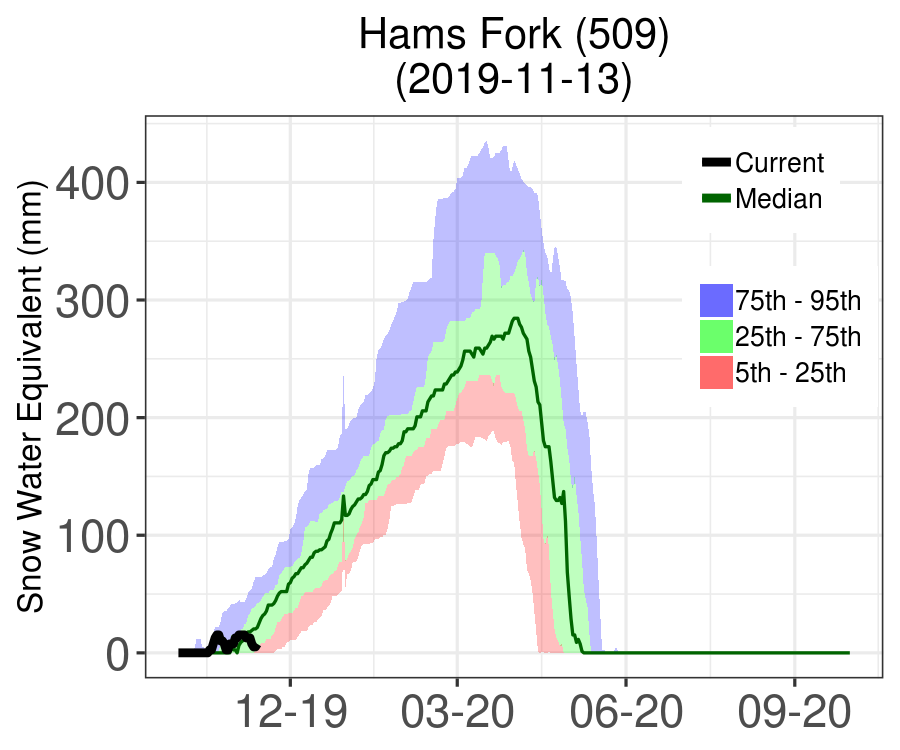 Hams Fork (509)
(2019-11-13)
Snow Water Equivalent (mm)
400
300
200
100
0
12-19
03-20
06-20
09-20
Current
Median
75th - 95th
25th - 75th
5th - 25th